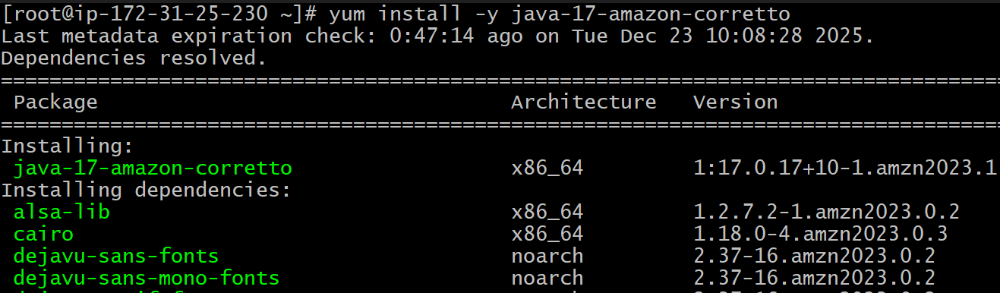 [root@ip-172-31-25-230 ~]# yum install -y java-17-amazon-corretto
Last metadata expiration check: 0:47:14 ago on Tue Dec 23 10:08:28 2025.
Dependencies resolved.
================================================================================
Package Architecture Version
================================================================================
Installing:
java-17-amazon-corretto x86_64 1:17.0.17+10-1.amzn2023.1
Installing dependencies:
alsa-lib x86_64 1.2.7.2-1.amzn2023.0.2
cairo x86_64 1.18.0-4.amzn2023.0.3
dejavu-sans-fonts noarch 2.37-16.amzn2023.0.2
dejavu-sans-mono-fonts noarch 2.37-16.amzn2023.0.2